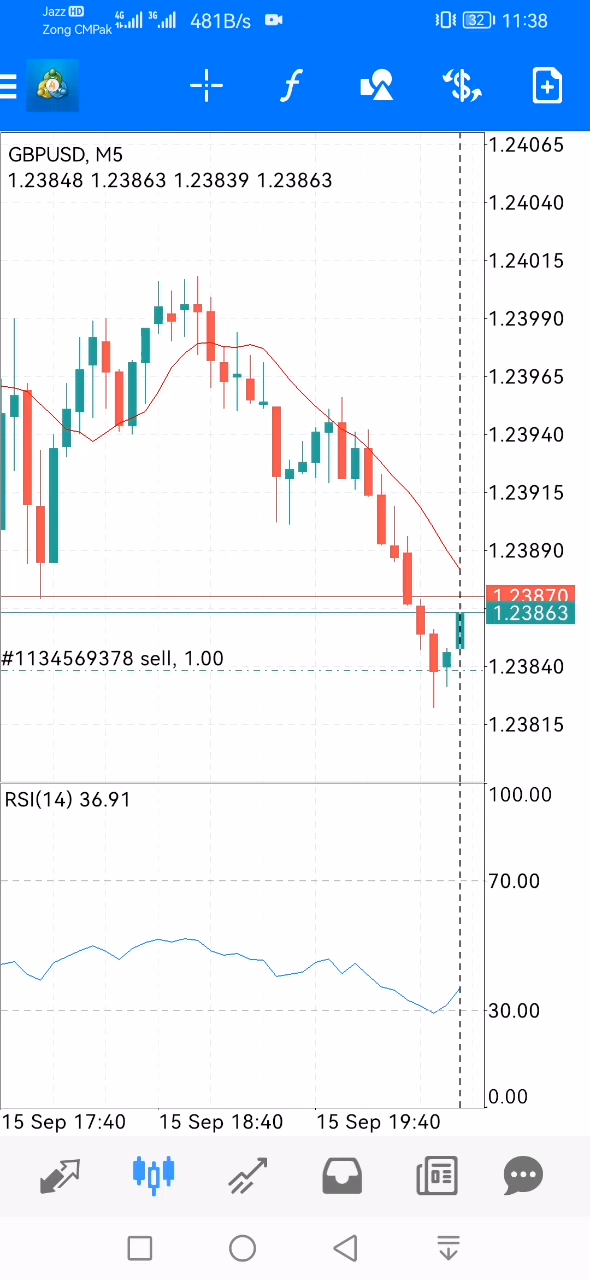 Jazz HD
Zong CMPak 4G 3G 481B/s 32 11:38
GBPUSD, M5
1.23848 1.23863 1.23839 1.23863
1.24065
1.24040
1.24015
1.23990
1.23965
1.23940
1.23915
1.23890
1.23870
1.23863
#1134569378 sell, 1.00
1.23840
1.23815
RSI(14) 36.91
100.00
70.00
30.00
0.00
15 Sep 17:40 15 Sep 18:40 15 Sep 19:40